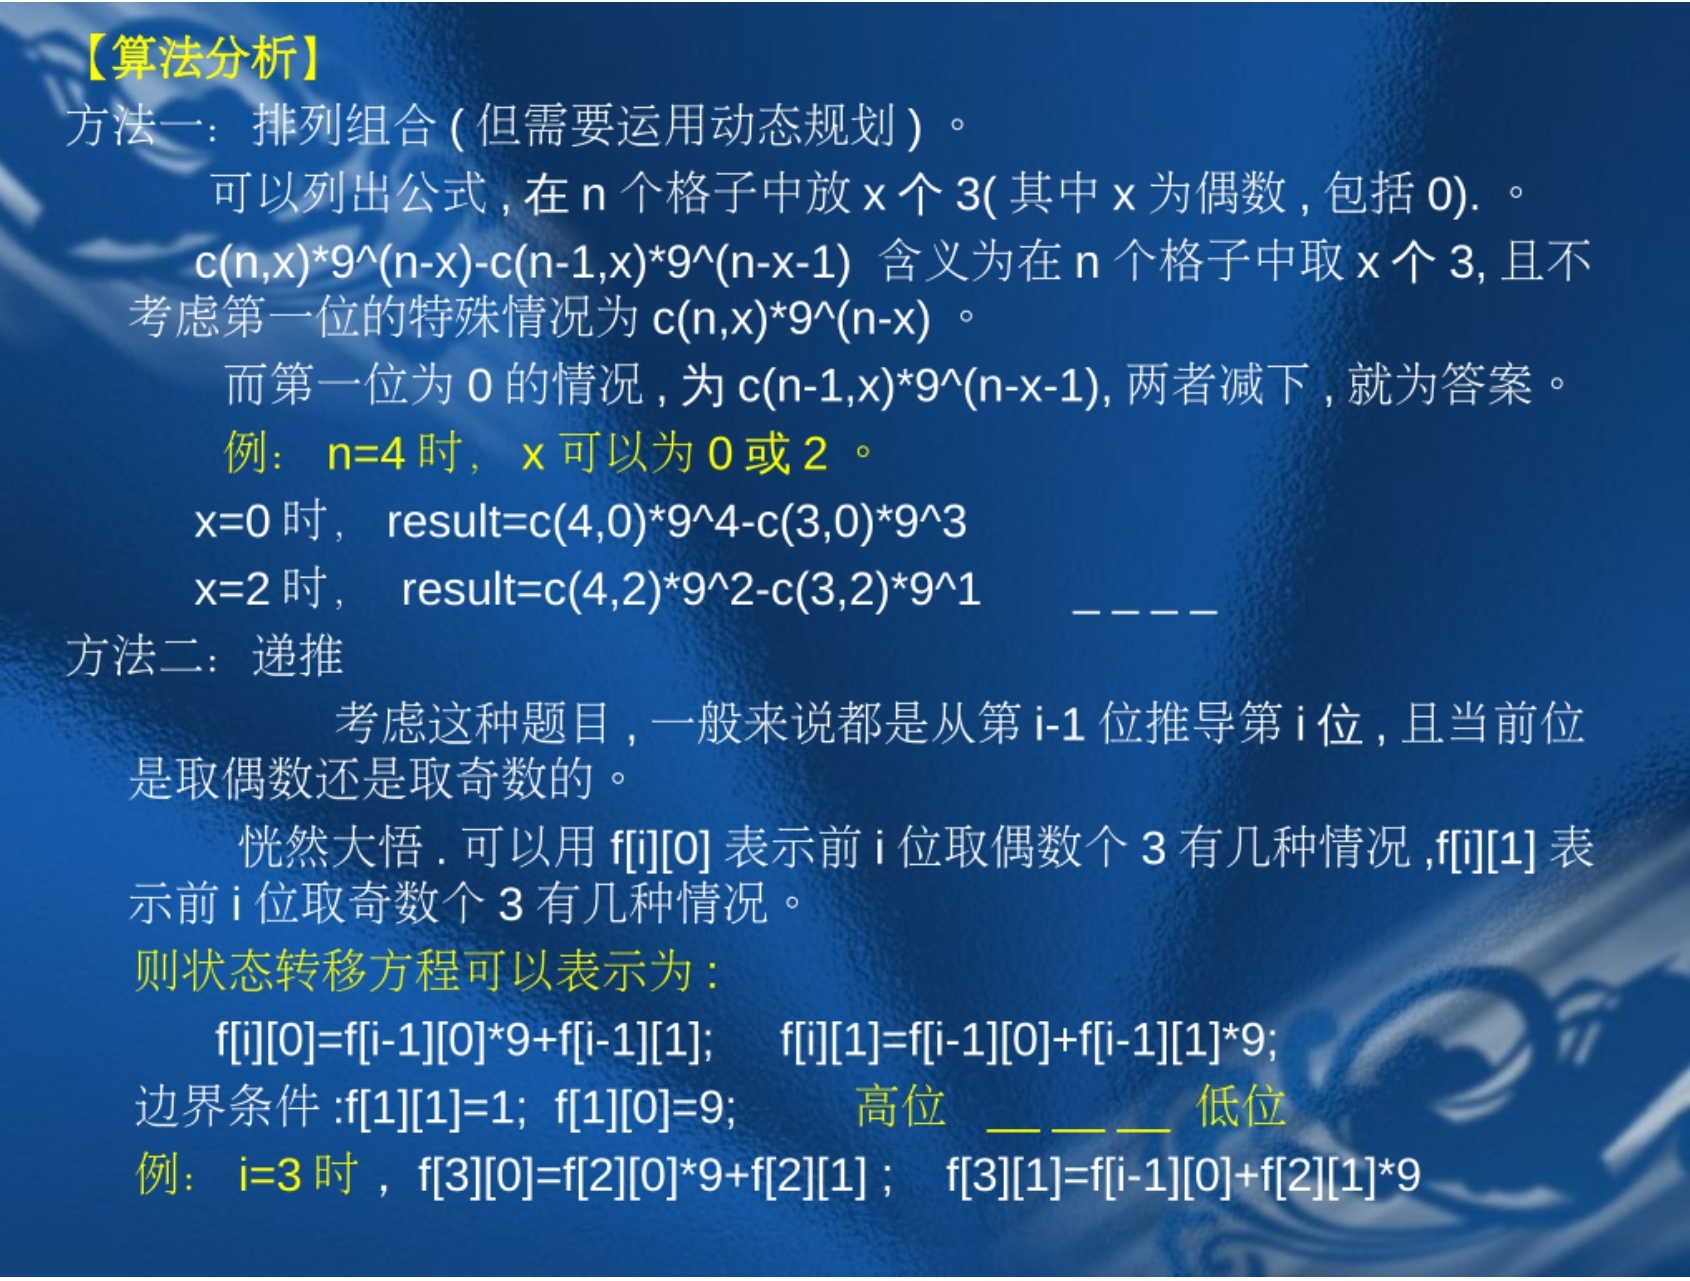 【算法分析】
方法一：排列组合(但需要运用动态规划)。
可以列出公式,在n个格子中放x个3(其中x为偶数,包括0).。
c(n,x)*9^(n-x)-c(n-1,x)*9^(n-x-1) 含义为在n个格子中取x个3,且不
考虑第一位的特殊情况为c(n,x)*9^(n-x)。
而第一位为0的情况,为c(n-1,x)*9^(n-x-1),两者减下,就为答案。
例： n=4时， x可以为0或2。
x=0时， result=c(4,0)*9^4-c(3,0)*9^3
x=2时， result=c(4,2)*9^2-c(3,2)*9^1 _ _ _ _
方法二：递推
考虑这种题目,一般来说都是从第i-1位推导第i位,且当前位
是取偶数还是取奇数的。
恍然大悟.可以用f[i][0]表示前i位取偶数个3有几种情况,f[i][1]表
示前i位取奇数个3有几种情况。
则状态转移方程可以表示为:
f[i][0]=f[i-1][0]*9+f[i-1][1]; f[i][1]=f[i-1][0]+f[i-1][1]*9;
边界条件:f[1][1]=1; f[1][0]=9; 高位 __ __ __ 低位
例： i=3时，f[3][0]=f[2][0]*9+f[2][1]； f[3][1]=f[i-1][0]+f[2][1]*9